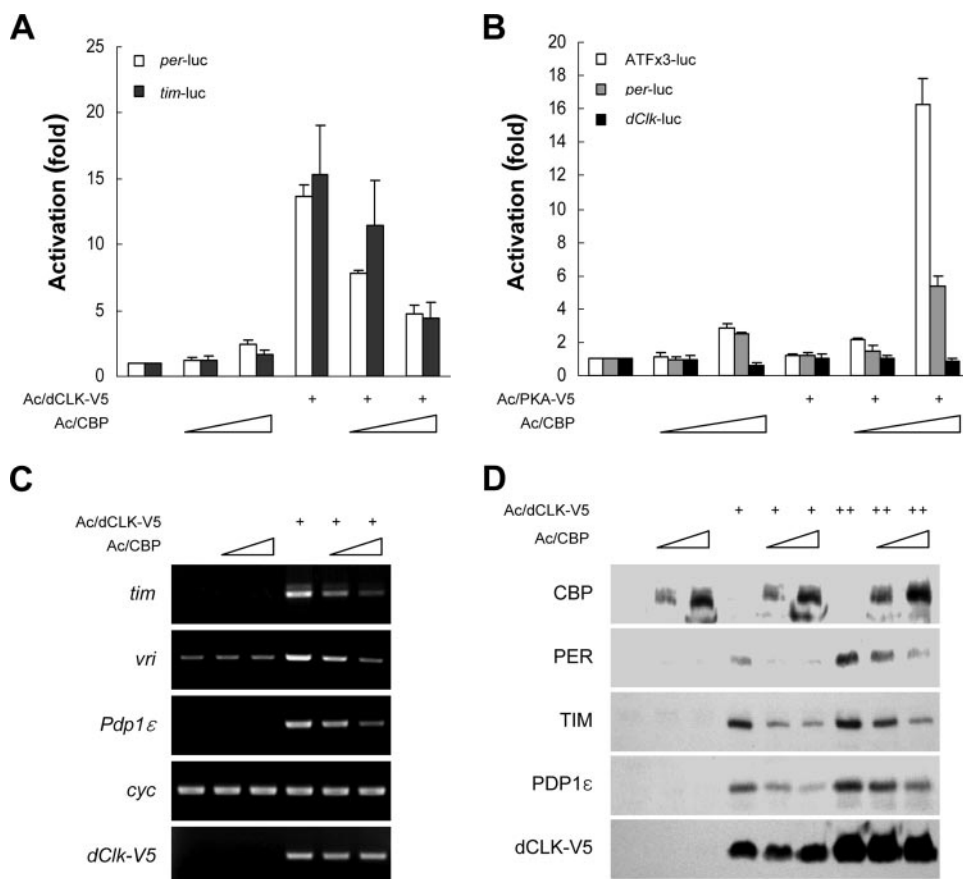 A
25
20
15
10
5
0
Activation (fold)
per-luc
tim-luc
Ac/dCLK-V5 + + +
Ac/CBP
B
18
16
14
12
10
8
6
4
2
0
Activation (fold)
ATFx3-luc
per-luc
dClk-luc
Ac/PKA-V5 + + +
Ac/CBP
C
Ac/dCLK-V5 + + +
Ac/CBP
tim
vri
Pdp1ε
cyc
dClk-V5
D
Ac/dCLK-V5 + + + ++ ++ ++
Ac/CBP
CBP
PER
TIM
PDP1ε
dCLK-V5